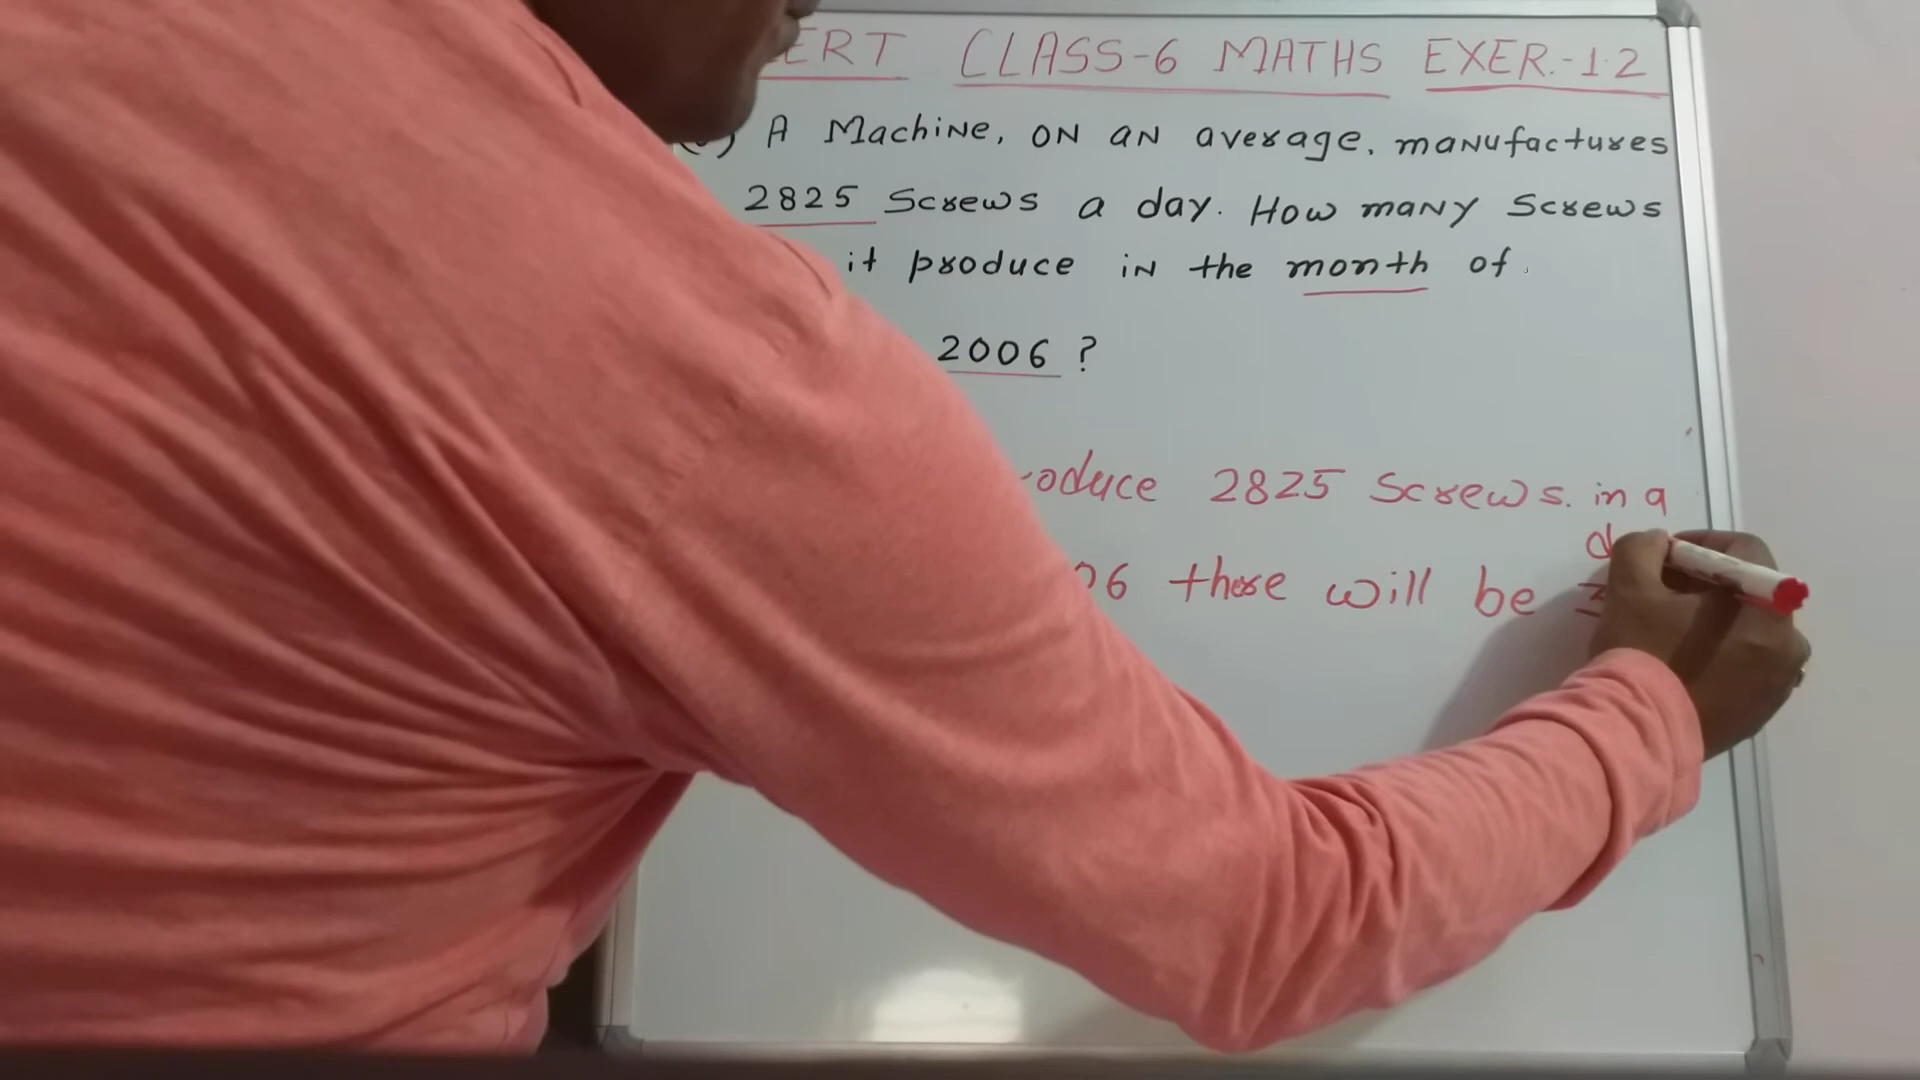 ERT CLASS-6 MATHS EXER.-1.2
A Machine, ON AN average, manufactures
2825 Screws a day. How many Screws
it produce in the month of
2006 ?
oduce 2825 Screws. in a
06 there will be